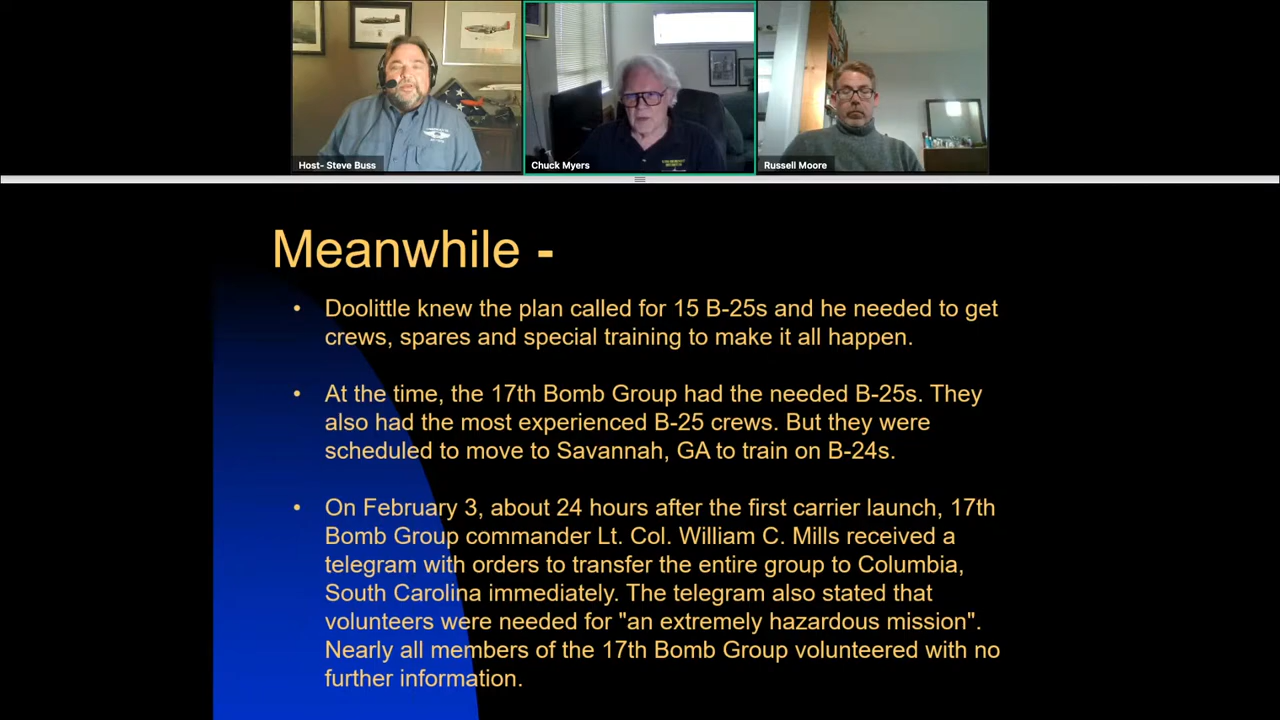 Host- Steve Buss
Chuck Myers
Russell Moore
Meanwhile -
• Doolittle knew the plan called for 15 B-25s and he needed to get
crews, spares and special training to make it all happen.
• At the time, the 17th Bomb Group had the needed B-25s. They
also had the most experienced B-25 crews. But they were
scheduled to move to Savannah, GA to train on B-24s.
• On February 3, about 24 hours after the first carrier launch, 17th
Bomb Group commander Lt. Col. William C. Mills received a
telegram with orders to transfer the entire group to Columbia,
South Carolina immediately. The telegram also stated that
volunteers were needed for "an extremely hazardous mission".
Nearly all members of the 17th Bomb Group volunteered with no
further information.